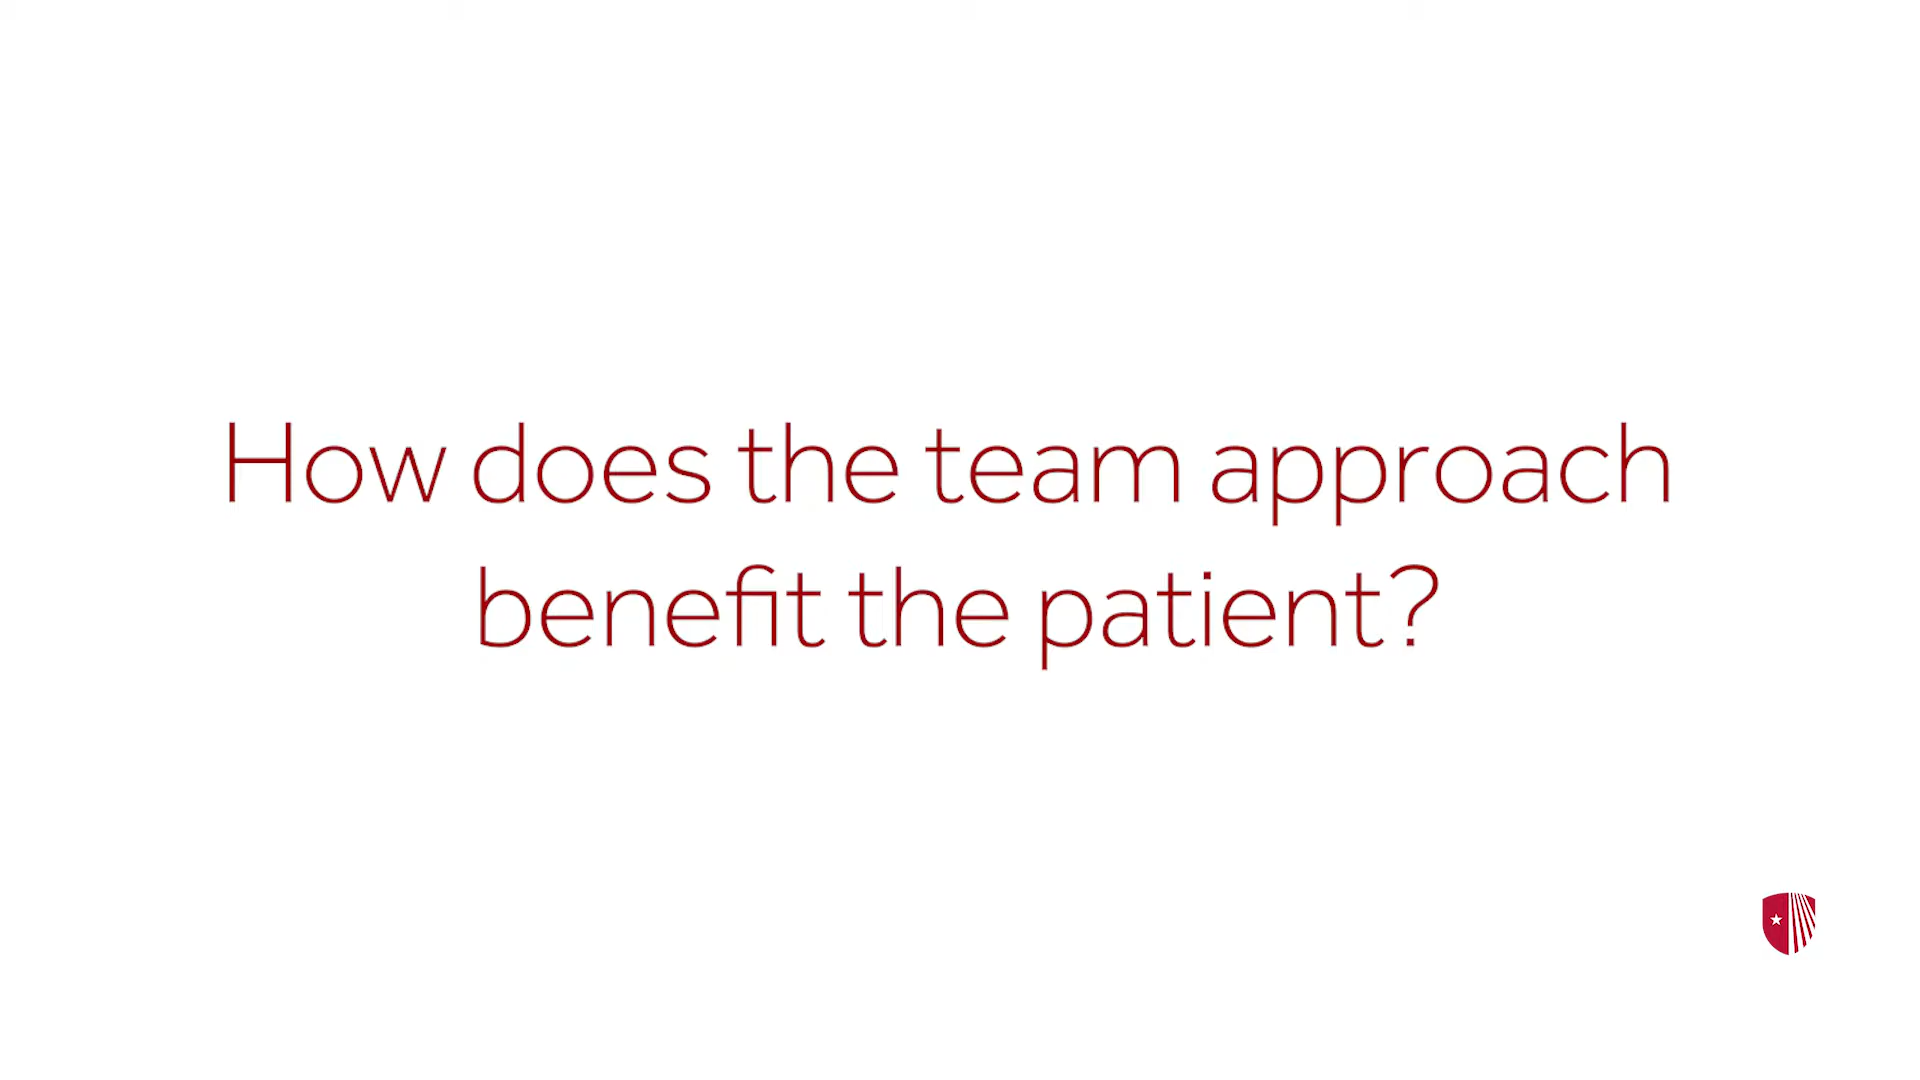 How does the team approach
benefit the patient?